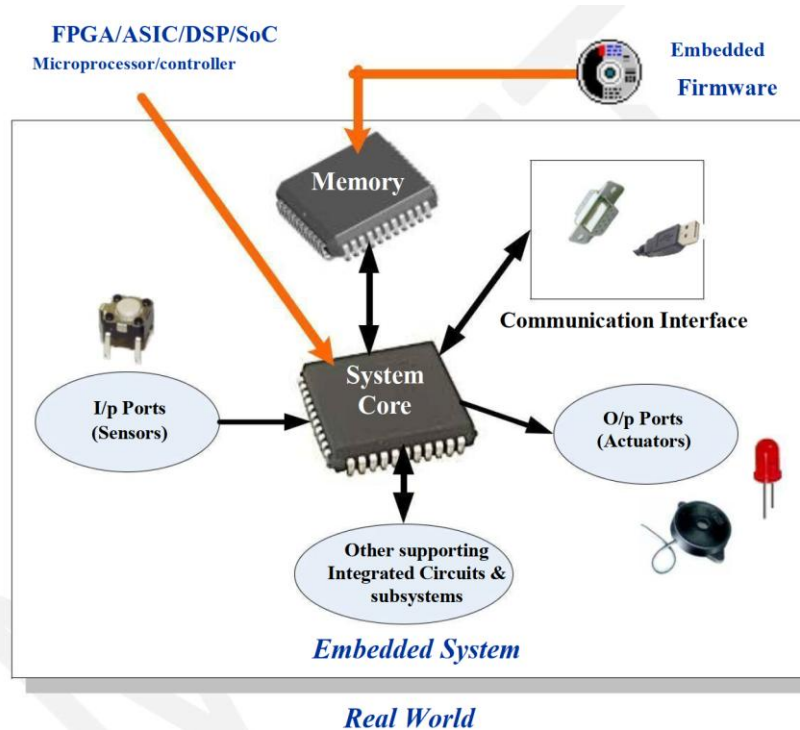 FPGA/ASIC/DSP/SoC
Microprocessor/controller
Embedded
Firmware
Memory
Communication Interface
System
Core
I/p Ports
(Sensors)
O/p Ports
(Actuators)
Other supporting
Integrated Circuits &
subsystems
Embedded System
Real World